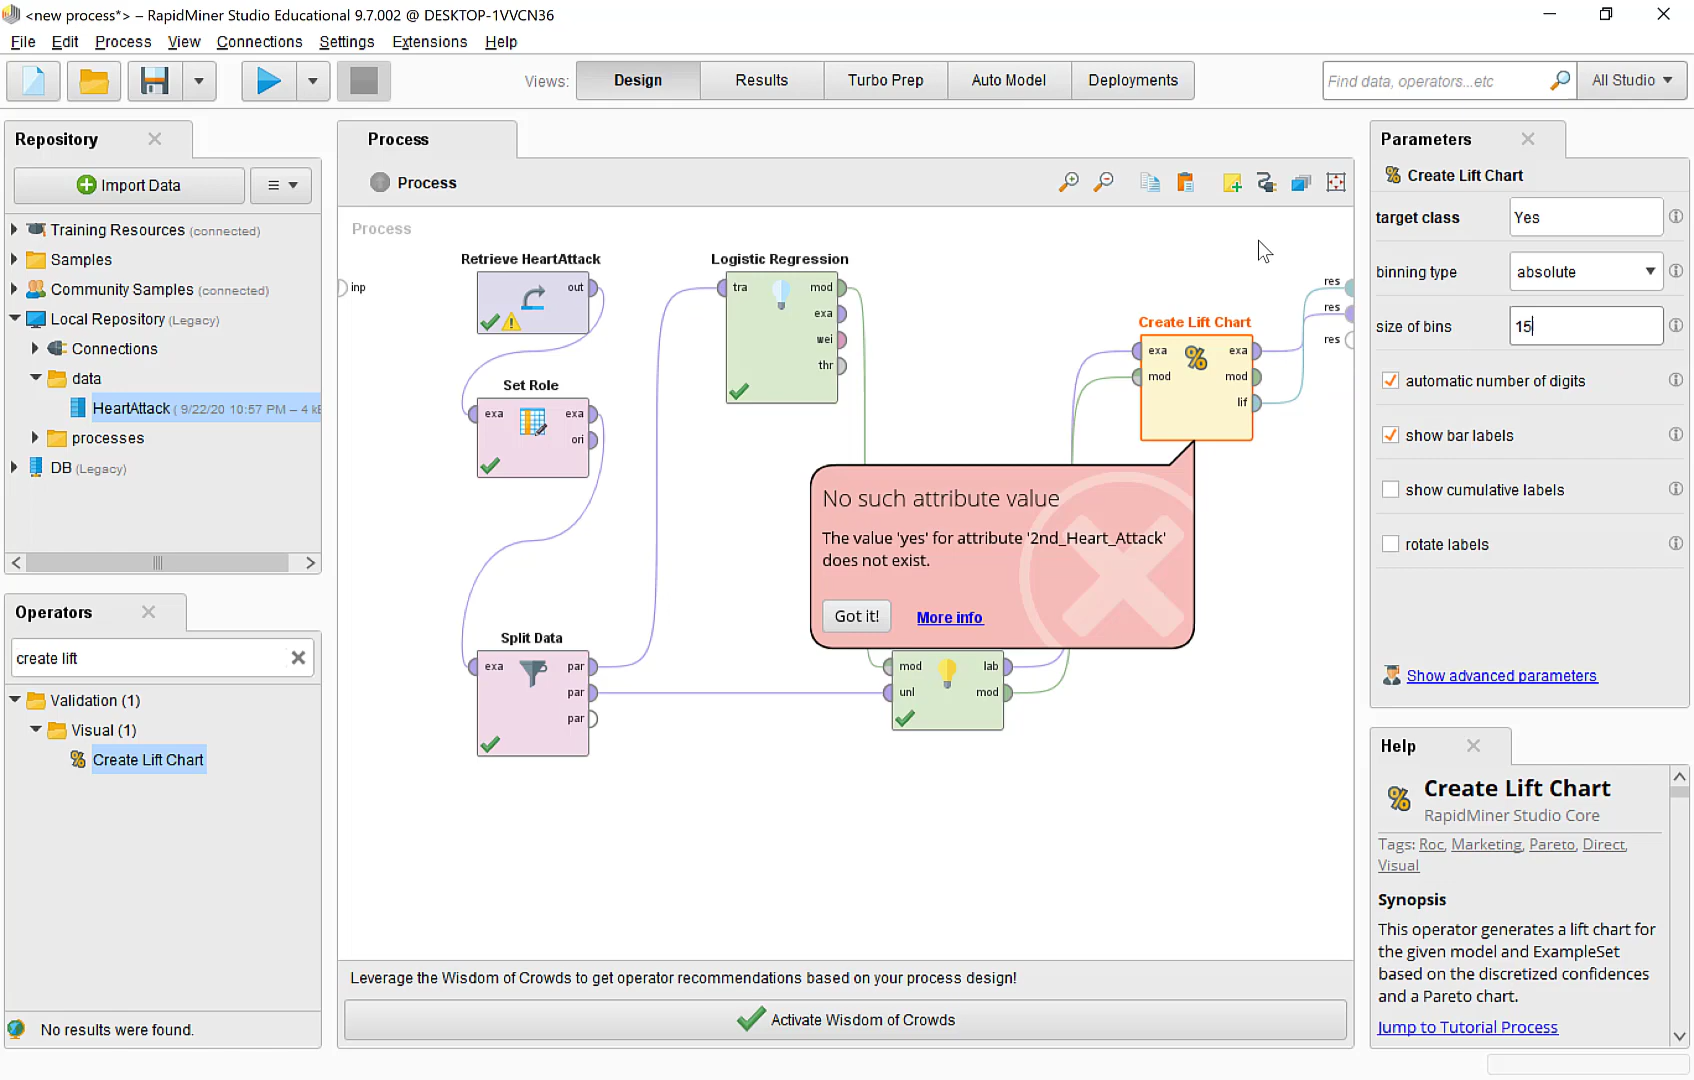 <new process*> – RapidMiner Studio Educational 9.7.002 @ DESKTOP-1VVCN36
File Edit Process View Connections Settings Extensions Help
Views: Design Results Turbo Prep Auto Model Deployments
Find data, operators...etc
All Studio
Repository
Import Data
Training Resources (connected)
Samples
Community Samples (connected)
Local Repository (Legacy)
Connections
data
HeartAttack ( 9/22/20 10:57 PM – 4 k
processes
DB (Legacy)
Operators
create lift
Validation (1)
Visual (1)
Create Lift Chart
No results were found.
Process
Process
Process
inp
Retrieve HeartAttack
out
Set Role
exa exa
ori
Split Data
exa par
par
par
Logistic Regression
tra mod
exa
wei
thr
mod lab
unl mod
Create Lift Chart
exa % exa
mod mod
lif
res
res
res
No such attribute value
The value 'yes' for attribute '2nd_Heart_Attack'
does not exist.
Got it! More info
Leverage the Wisdom of Crowds to get operator recommendations based on your process design!
Activate Wisdom of Crowds
Parameters
% Create Lift Chart
target class Yes
binning type absolute
size of bins 15
automatic number of digits
show bar labels
show cumulative labels
rotate labels
Show advanced parameters
Help
% Create Lift Chart
RapidMiner Studio Core
Tags: Roc, Marketing, Pareto, Direct,
Visual
Synopsis
This operator generates a lift chart for
the given model and ExampleSet
based on the discretized confidences
and a Pareto chart.
Jump to Tutorial Process